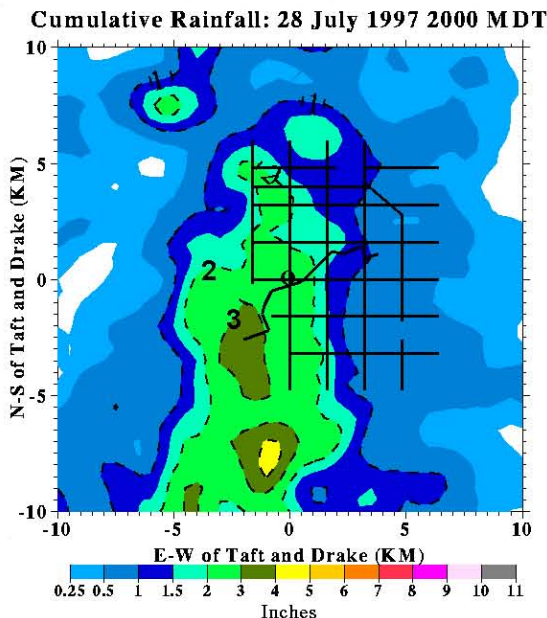 Cumulative Rainfall: 28 July 1997 2000 MDT
N-S of Taft and Drake (KM)
10
5
0
-5
-10
1
1
2
3
-10 -5 0 5 10
E-W of Taft and Drake (KM)
0.25 0.5 1 1.5 2 3 4 5 6 7 8 9 10 11
Inches